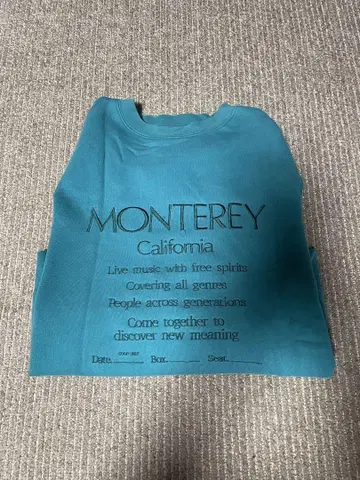 MONTEREY
California
Live music with free spirits
Covering all genres
People across generations
Come together to
discover new meaning
Date. Box. Seat.